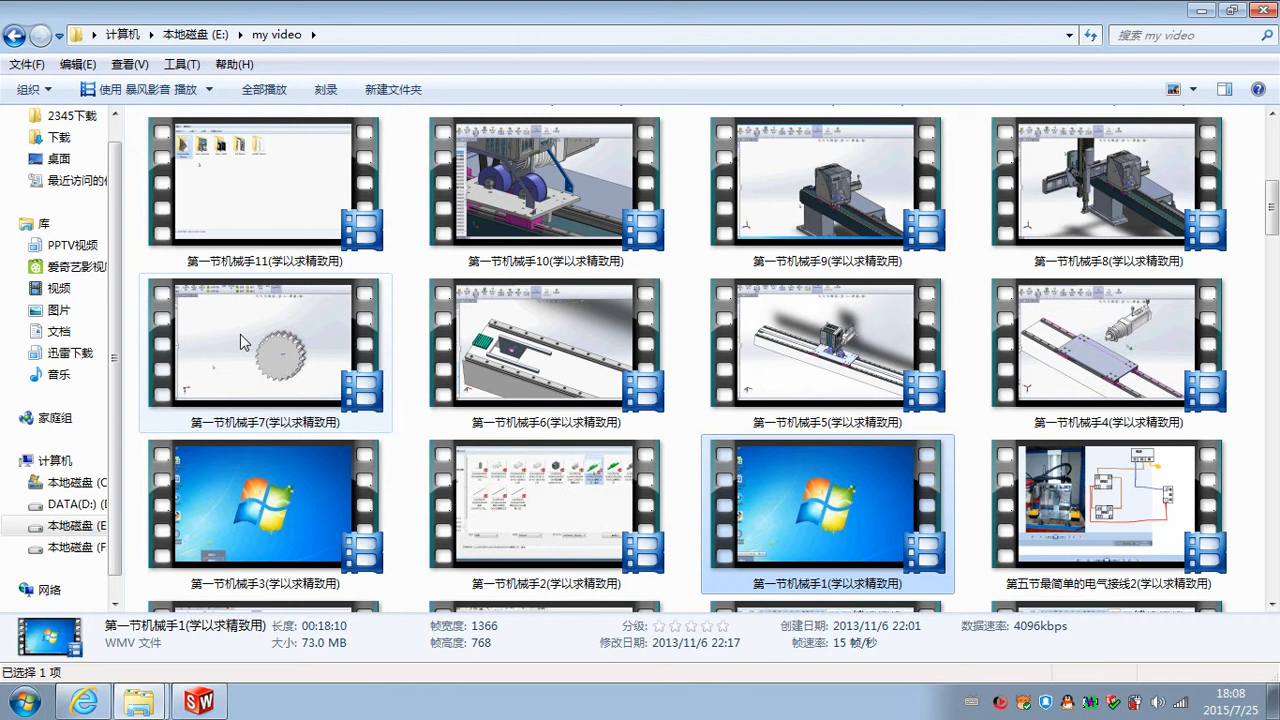 计算机 本地磁盘 (E:) my video
搜索 my video
文件(F) 编辑(E) 查看(V) 工具(T) 帮助(H)
组织 使用 暴风影音 播放 全部播放 刻录 新建文件夹
2345下载
下载
桌面
最近访问的
库
PPTV视频
爱奇艺影视
视频
图片
文档
迅雷下载
音乐
家庭组
计算机
本地磁盘 (C
DATA(D:) (
本地磁盘 (E
本地磁盘 (F
网络
第一节机械手11(学以求精致用) 第一节机械手10(学以求精致用) 第一节机械手9(学以求精致用) 第一节机械手8(学以求精致用)
第一节机械手7(学以求精致用) 第一节机械手6(学以求精致用) 第一节机械手5(学以求精致用) 第一节机械手4(学以求精致用)
第一节机械手3(学以求精致用) 第一节机械手2(学以求精致用) 第一节机械手1(学以求精致用) 第五节最简单的电气接线2(学以求精致用)
第一节机械手1(学以求精致用) 长度: 00:18:10 帧宽度: 1366 分级: 创建日期: 2013/11/6 22:01 数据速率: 4096kbps
WMV 文件 大小: 73.0 MB 帧高度: 768 修改日期: 2013/11/6 22:17 帧速率: 15 帧/秒
已选择 1 项
SW
18:08
2015/7/25